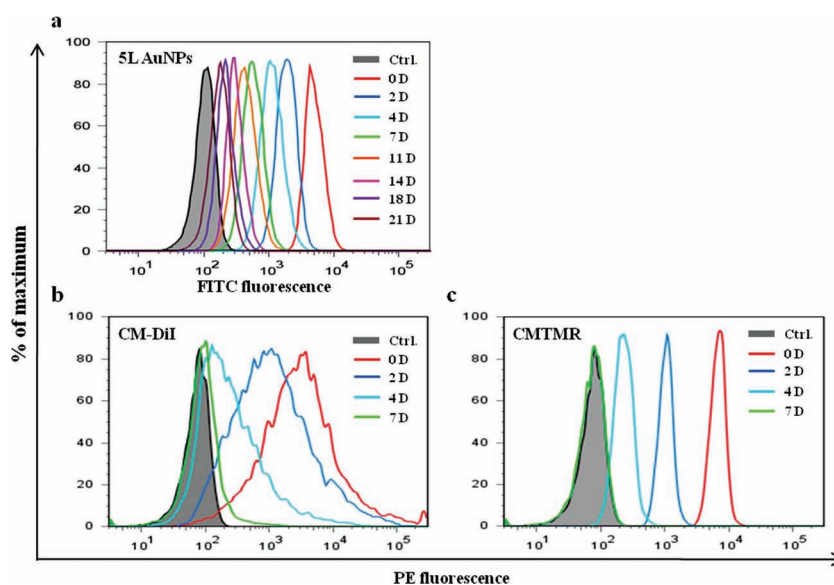 a
5L AuNPs
Ctrl.
0 D
2 D
4 D
7 D
11 D
14 D
18 D
21 D
100
80
60
40
20
0
10¹ 10² 10³ 10⁴ 10⁵
FITC fluorescence
% of maximum
b
CM-DiI
Ctrl.
0 D
2 D
4 D
7 D
100
80
60
40
20
0
10¹ 10² 10³ 10⁴ 10⁵
c
CMTMR
Ctrl.
0 D
2 D
4 D
7 D
100
80
60
40
20
0
10¹ 10² 10³ 10⁴ 10⁵
PE fluorescence